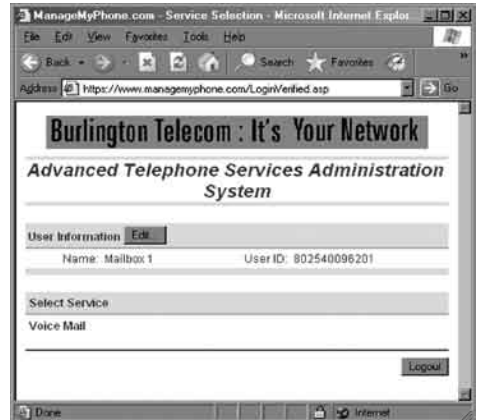 ManageMyPhone.com - Service Selection - Microsoft Internet Explor
File Edit View Favorites Tools Help
Back Search Favorites
Address https://www.managemyphone.com/LoginVerified.asp Go
Burlington Telecom : It's Your Network
Advanced Telephone Services Administration
System
User Information Edit...
Name: Mailbox 1 User ID: 802540096201
Select Service
Voice Mail
Logout
Done Internet